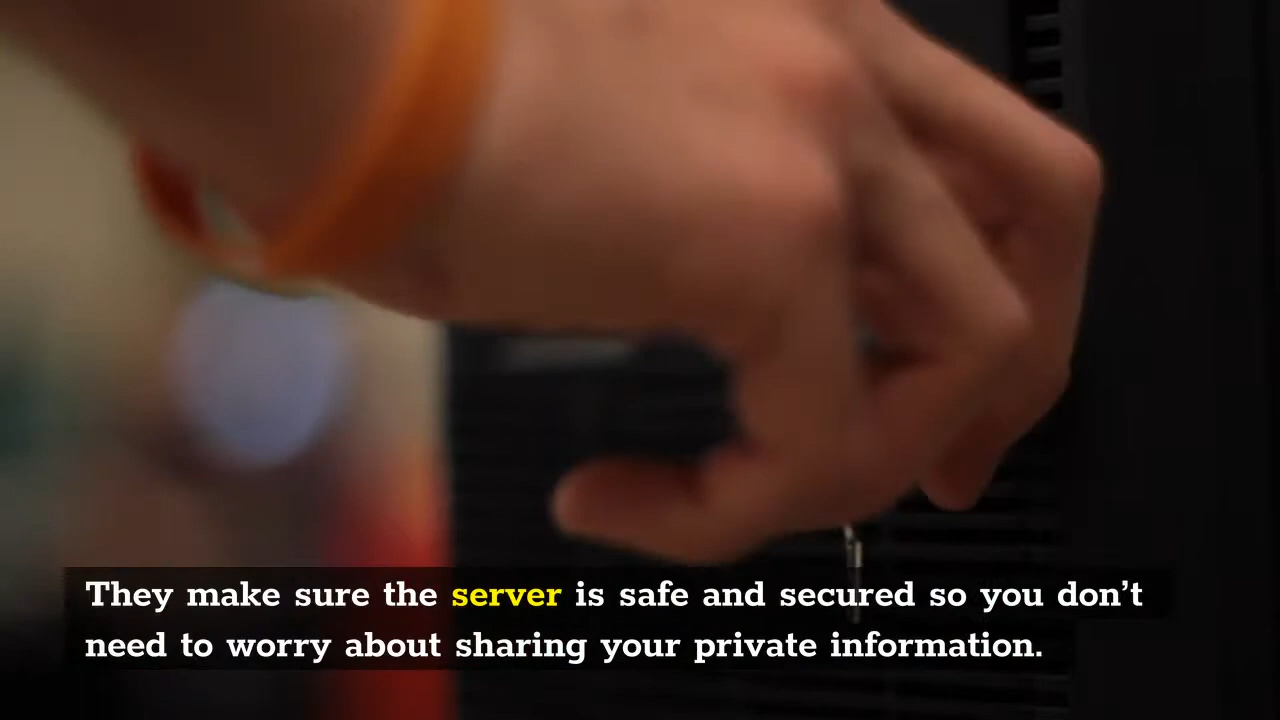 They make sure the server is safe and secured so you don’t
need to worry about sharing your private information.